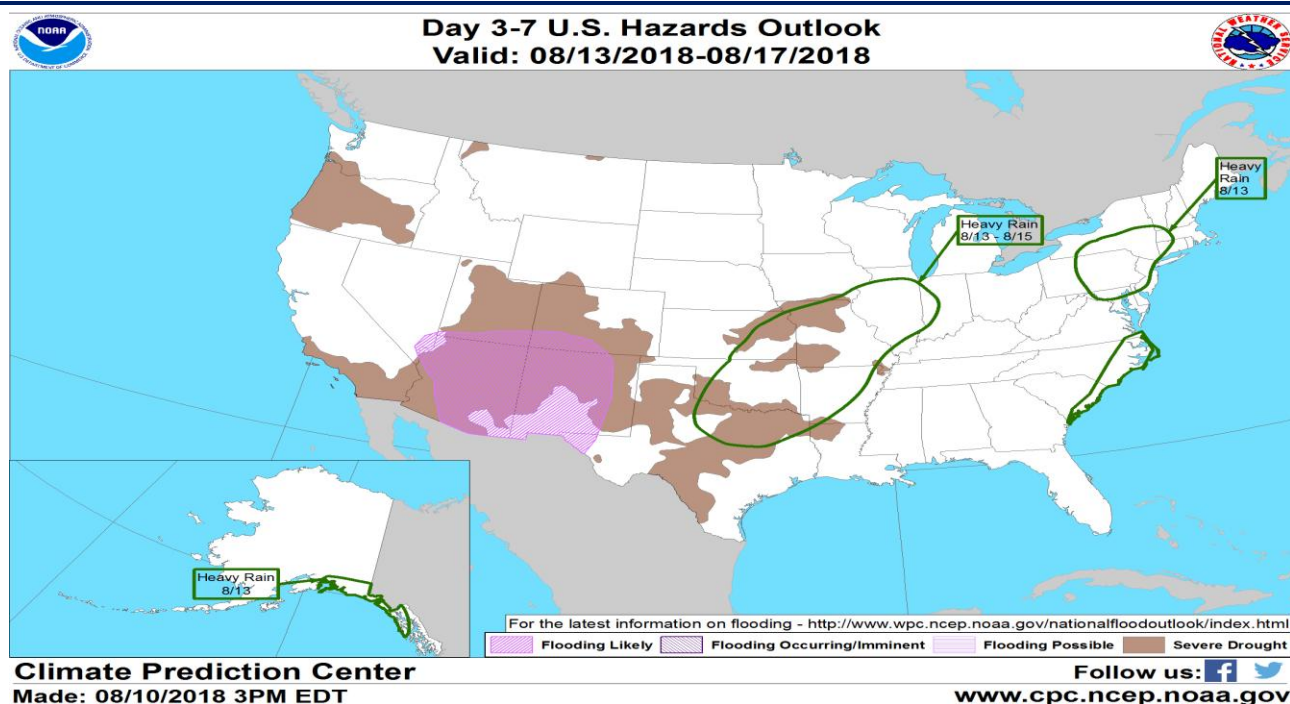 NOAA
Day 3-7 U.S. Hazards Outlook
Valid: 08/13/2018-08/17/2018
Heavy
Rain
8/13
Heavy Rain
8/13 - 8/15
Heavy Rain
8/13
For the latest information on flooding - http://www.wpc.ncep.noaa.gov/nationalfloodoutlook/index.html
Flooding Likely Flooding Occurring/Imminent Flooding Possible Severe Drought
Climate Prediction Center
Follow us:
Made: 08/10/2018 3PM EDT
www.cpc.ncep.noaa.gov